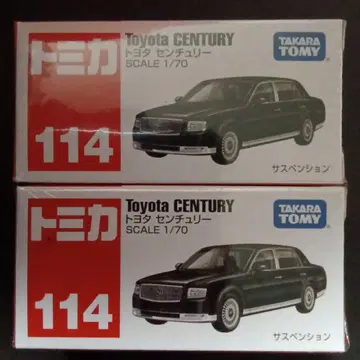 トミカ
Toyota CENTURY
トヨタ センチュリー
SCALE 1/70
TAKARA
TOMY
114
サスペンション
トミカ
Toyota CENTURY
トヨタ センチュリー
SCALE 1/70
TAKARA
TOMY
114
サスペンション